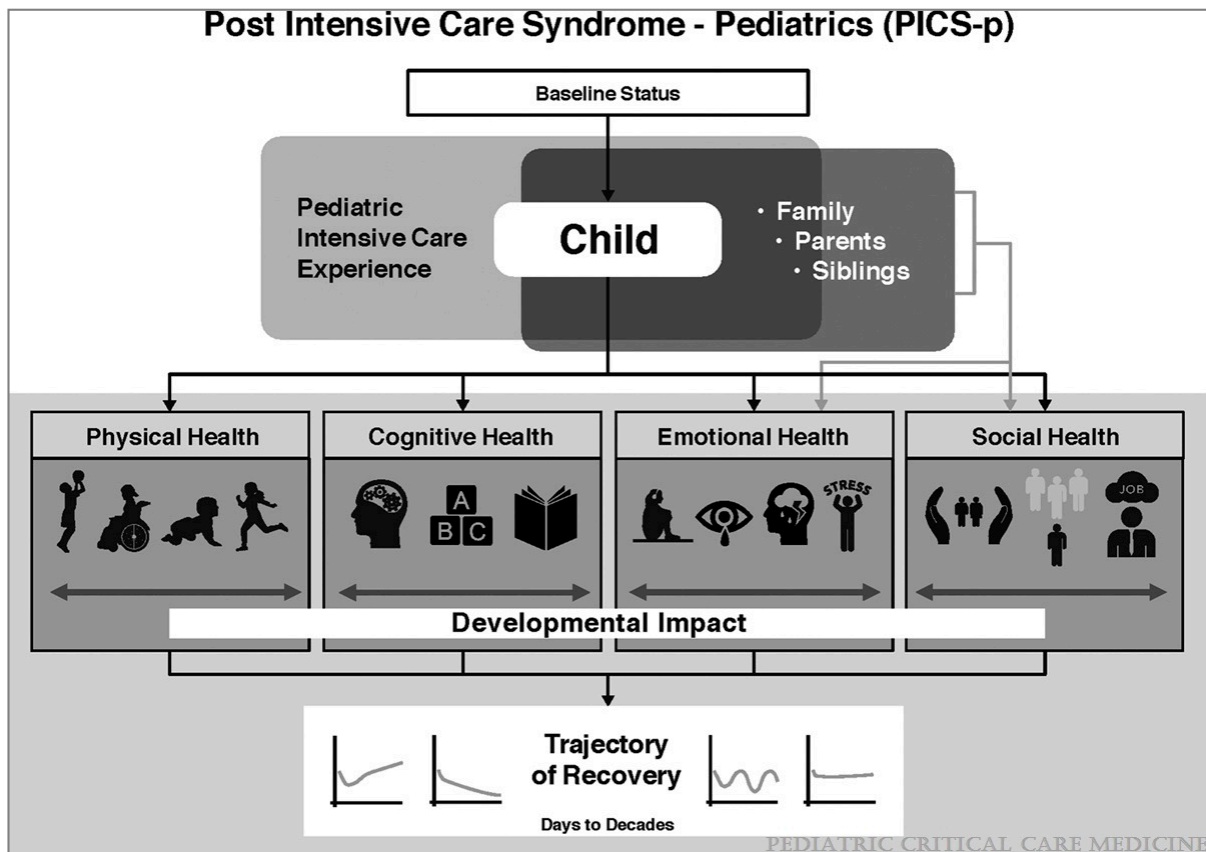 Post Intensive Care Syndrome - Pediatrics (PICS-p)
Baseline Status
Pediatric
Intensive Care
Experience
Child
• Family
• Parents
• Siblings
Physical Health
Cognitive Health
Emotional Health
Social Health
A
B C
STRESS
JOB
Developmental Impact
Trajectory
of Recovery
Days to Decades
PEDIATRIC CRITICAL CARE MEDICINE